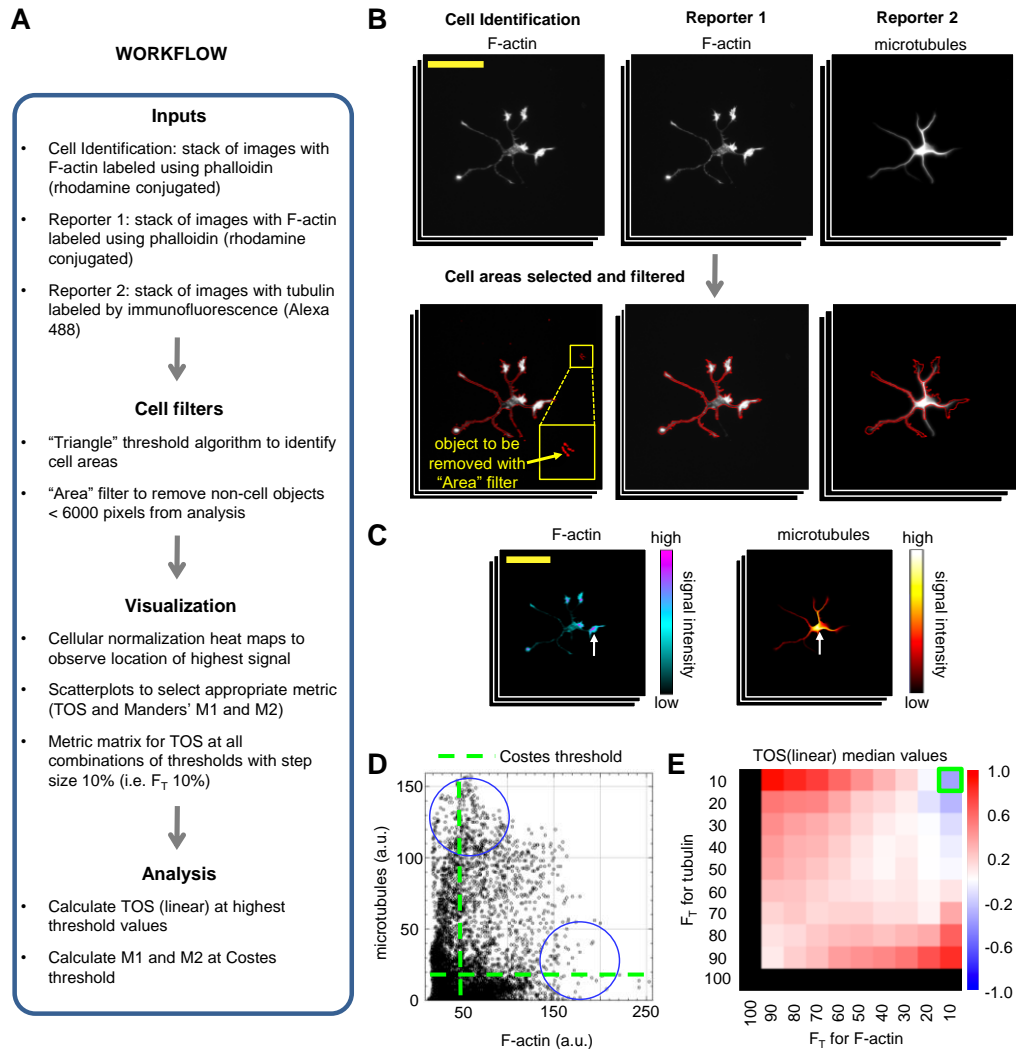 A
WORKFLOW
Inputs
• Cell Identification: stack of images with
F-actin labeled using phalloidin
(rhodamine conjugated)
• Reporter 1: stack of images with F-actin
labeled using phalloidin (rhodamine
conjugated)
• Reporter 2: stack of images with tubulin
labeled by immunofluorescence (Alexa
488)
Cell filters
• “Triangle” threshold algorithm to identify
cell areas
• “Area” filter to remove non-cell objects
< 6000 pixels from analysis
Visualization
• Cellular normalization heat maps to
observe location of highest signal
• Scatterplots to select appropriate metric
(TOS and Manders’ M1 and M2)
• Metric matrix for TOS at all
combinations of thresholds with step
size 10% (i.e. F_T 10%)
Analysis
• Calculate TOS (linear) at highest
threshold values
• Calculate M1 and M2 at Costes
threshold
B
Cell Identification
F-actin
Reporter 1
F-actin
Reporter 2
microtubules
Cell areas selected and filtered
object to be
removed with
“Area” filter
C
F-actin
high
signal intensity
low
microtubules
high
signal intensity
low
D
Costes threshold
150
100
50
0
microtubules (a.u.)
50
150
250
F-actin (a.u.)
E
TOS(linear) median values
10
20
30
40
50
60
70
80
90
100
F_T for tubulin
100
90
80
70
60
50
40
30
20
10
F_T for F-actin
1.0
0.6
0.2
-0.2
-0.6
-1.0